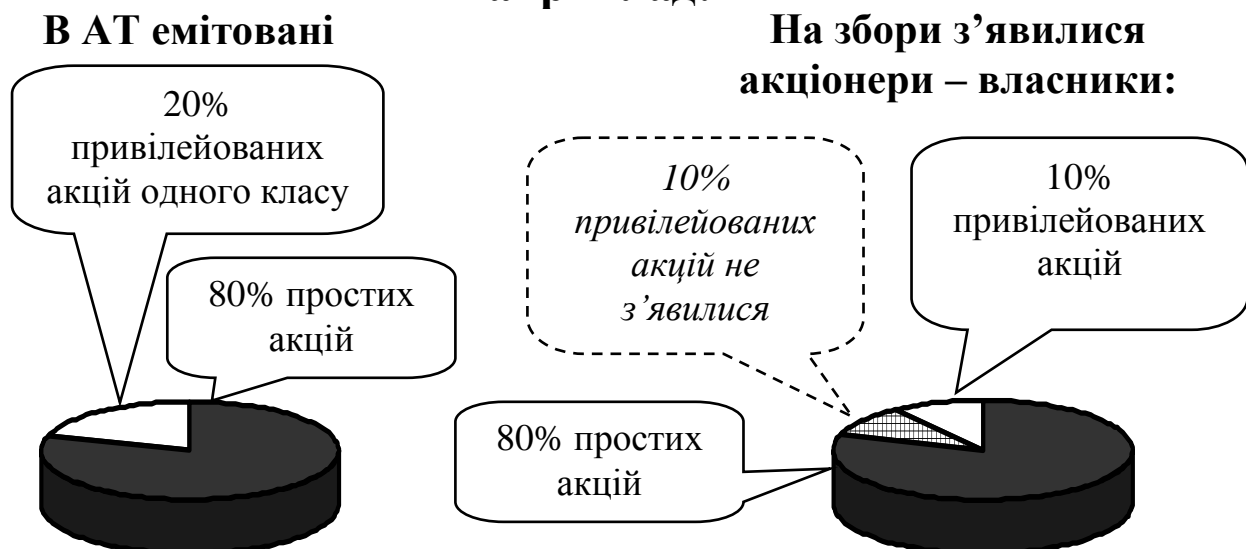 В АТ емітовані
20%
привілейованих
акцій одного класу
80% простих
акцій
На збори з’явилися
акціонери – власники:
10%
привілейованих
акцій не
з’явилися
10%
привілейованих
акцій
80% простих
акцій